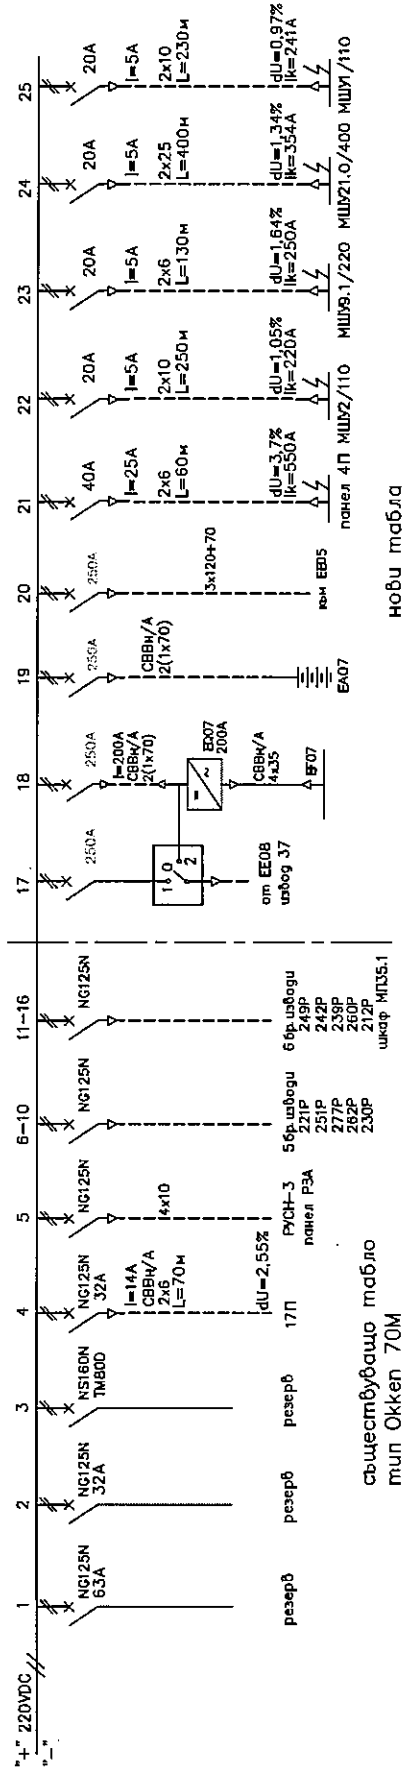 "+" 220VDC
"-"
1
NG125N
63A
резерв
2
NG125N
32A
резерв
3
NS160N
TM80D
резерв
4
NG125N
32A
I=14A
СВВн/А
2x6
L=70м
dU=2,55%
17П
5
NG125N
4x10
РУСН-3
панел РЗА
6-10
NG125N
5бр.изводи
221Р
251Р
277Р
282Р
230Р
11-16
NG125N
6бр.изводи
249Р
242Р
239Р
260Р
212Р
шкаф МП35.1
съществуващо табло
тип Okken 70М
17
250A
1
0
2
от ЕЕ08
извод 37
18
250A
I=200A
СВВн/А
2(1x70)
=
~
EQ07
200A
СВВн/А
4x35
EF07
19
250A
СВВн/А
2(1x70)
EA07
20
250A
3x120+70
към ЕЕ05
21
40A
I=25A
2x6
L=60м
dU=3,7%
Ik=550A
панел 4П
22
20A
I=5A
2x10
L=250м
dU=1,05%
Ik=220A
МШУ2/110
23
20A
I=5A
2x6
L=130м
dU=1,64%
Ik=250A
МШУ9.1/220
24
20A
I=5A
2x25
L=400м
dU=1,34%
Ik=354A
МШУ21.0/400
25
20A
I=5A
2x10
L=230м
dU=0,97%
Ik=241A
МШУ1/110
нови табла